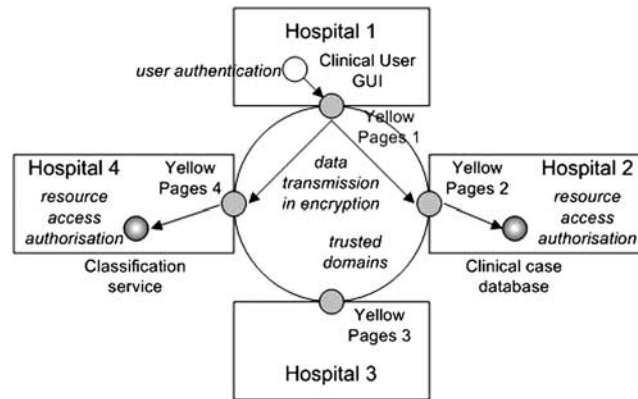 Hospital 1
Clinical User
GUI
user authentication
Yellow
Pages 1
Hospital 4
Yellow
Pages 4
resource
access
authorisation
Classification
service
data
transmission
in encryption
trusted
domains
Yellow
Pages 2
Hospital 2
resource
access
authorisation
Clinical case
database
Yellow
Pages 3
Hospital 3